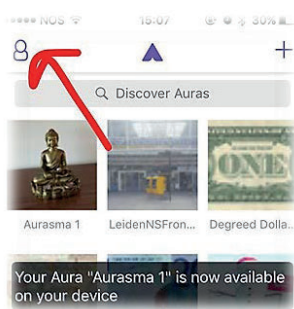 NOS 15:07 30%
Discover Auras
Aurasma 1 LeidenNSFron... Degreed Dolla..
Your Aura "Aurasma 1" is now available
on your device
ONE